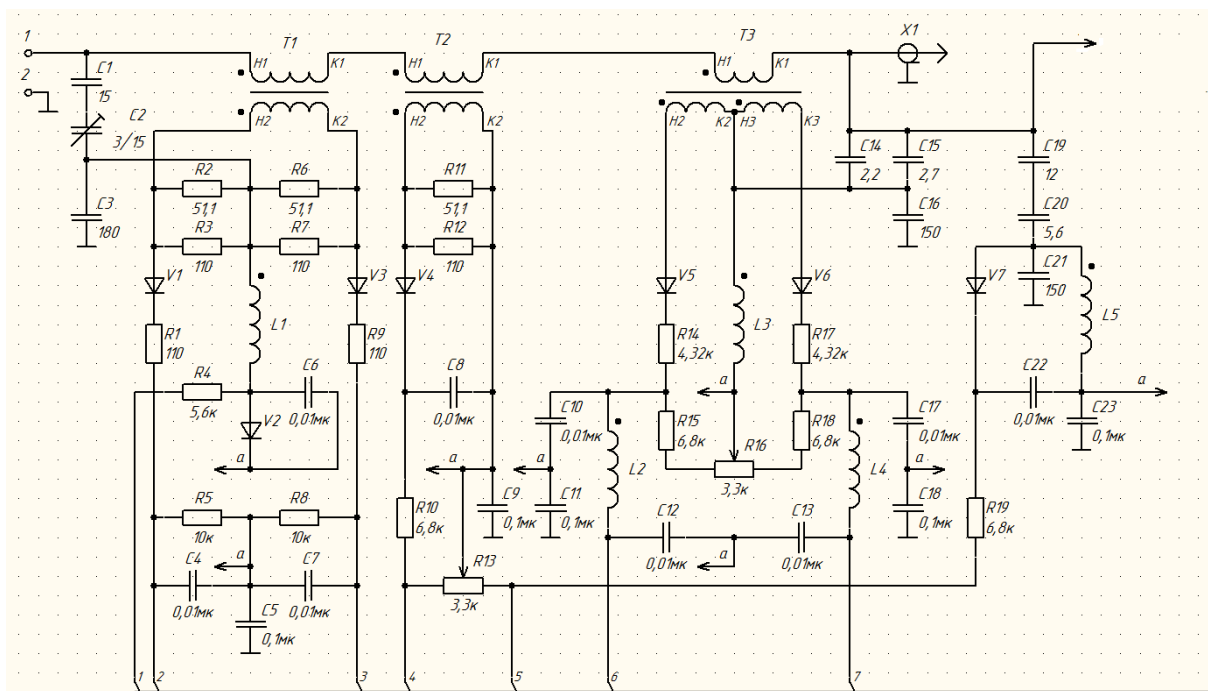 1
T1
T2
T3
X1
H1
K1
H1
K1
H1
K1
2
C1
15
C2
3/15
H2
K2
H2
K2
H2
K2
H3
K3
C14
2,2
C15
2,7
C19
12
R2
51,1
R6
51,1
R11
51,1
C3
180
R3
110
R7
110
R12
110
C16
150
C20
5,6
V1
V3
V4
V5
V6
V7
C21
150
L1
L3
L5
R1
110
R9
110
R14
4,32к
R17
4,32к
R4
5,6к
C6
0,01мк
C8
0,01мк
a
C22
0,01мк
a
V2
C10
0,01мк
R15
6,8к
R18
6,8к
C17
0,01мк
C23
0,1мк
R16
3,3к
a
a
a
L2
L4
a
R5
10к
R8
10к
R10
6,8к
C9
0,1мк
C11
0,1мк
C12
0,01мк
C13
0,01мк
C18
0,1мк
R19
6,8к
C4
0,01мк
a
C7
0,01мк
R13
3,3к
a
C5
0,1мк
1
2
3
4
5
6
7